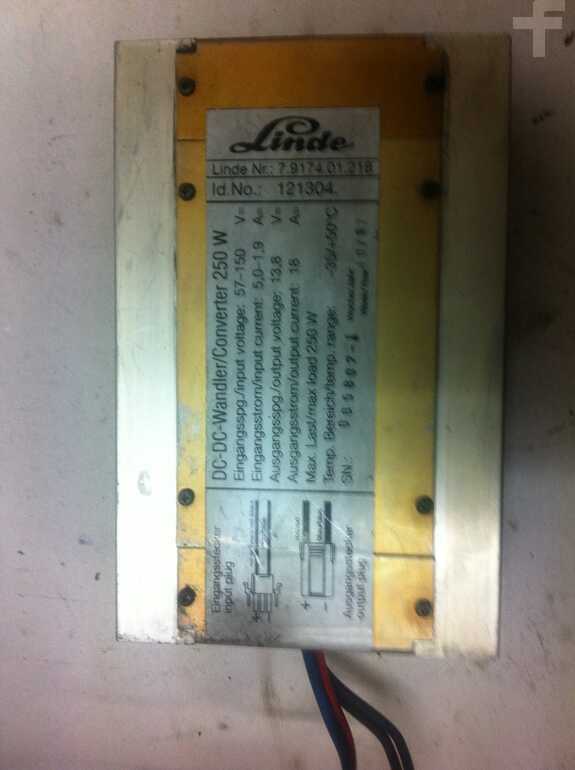 Linde
Linde Nr.: 7.9174.01.218
Id.No.: 121304.
DC-DC-Wandler/Converter 250 W
Eingangsspg./input voltage: 57-150 V=
Eingangsstrom/input current: 5,0-1,9 A=
Ausgangsspg./output voltage: 13,8 V=
Ausgangsstrom/output current: 18 A=
Max. Last/max load 250 W
Temp. Bereich/temp. range: -35/+50°C
SN.:
Eingangsstecker
input plug
+
Ausgangsstecker
output plug
+
-